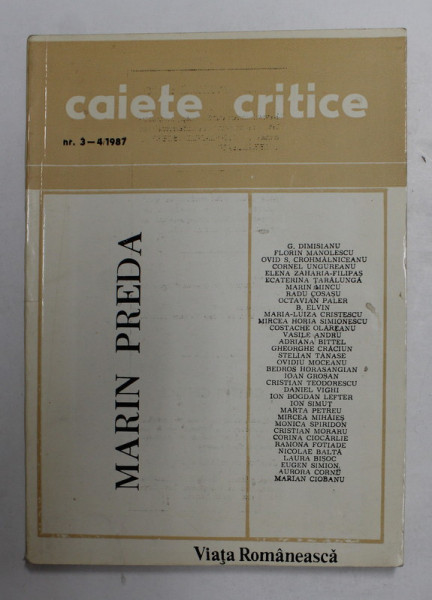 caiete critice
nr. 3-4/1987
MARIN PREDA
G. DIMISIANU
FLORIN MANOLESCU
OVID S. CROHMĂLNICEANU
CORNEL UNGUREANU
ELENA ZAHARIA-FILIPAȘ
ECATERINA ȚARĂLUNGĂ
MARIN MINCU
RADU COSAȘU
OCTAVIAN PALER
B. ELVIN
MARIA-LUIZA CRISTESCU
MIRCEA HORIA SIMIONESCU
COSTACHE OLĂREANU
VASILE ANDRU
ADRIANA BITTEL
GHEORGHE CRĂCIUN
STELIAN TĂNASE
OVIDIU MOCEANU
BEDROS HORASANGIAN
IOAN GROȘAN
CRISTIAN TEODORESCU
DANIEL VIGHI
ION BOGDAN LEFTER
ION SIMUȚ
MARTA PETREU
MIRCEA MIHĂIEȘ
MONICA SPIRIDON
CRISTIAN MORARU
CORINA CIOCÂRLIE
RAMONA FOTIADE
NICOLAE BALTĂ
LAURA BISOC
EUGEN SIMION
AURORA CORNU
MARIAN CIOBANU
Viața Românească